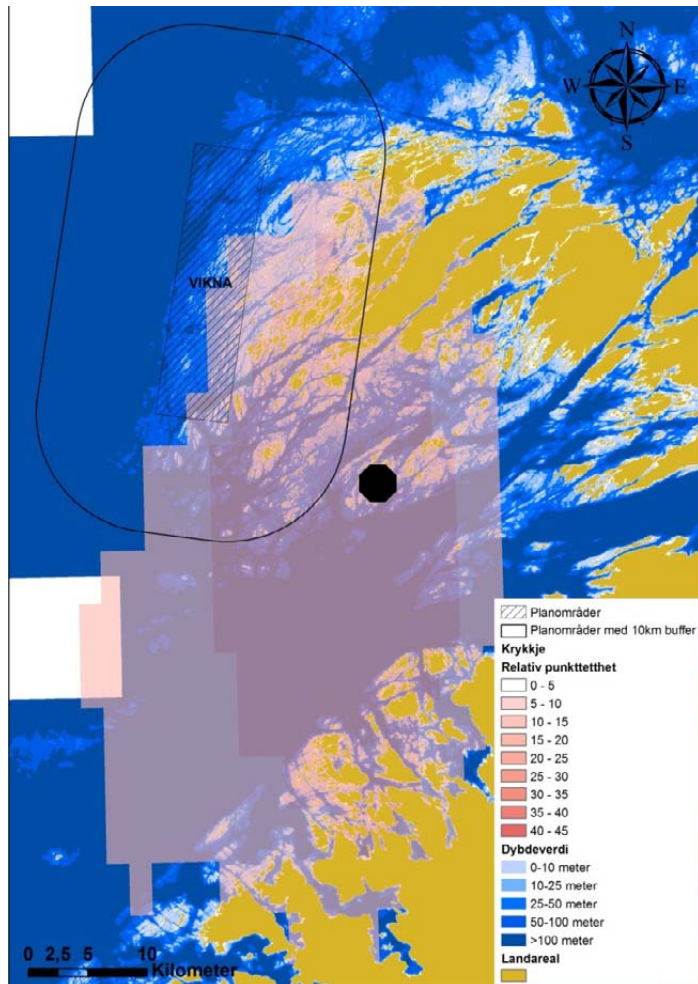 N
W E
S
VIKNA
Planområder
Planområder med 10km buffer
Krykkje
Relativ punkttetthet
0 - 5
5 - 10
10 - 15
15 - 20
20 - 25
25 - 30
30 - 35
35 - 40
40 - 45
Dybdeverdi
0-10 meter
10-25 meter
25-50 meter
50-100 meter
>100 meter
Landareal
0 2,5 5 10
Kilometer